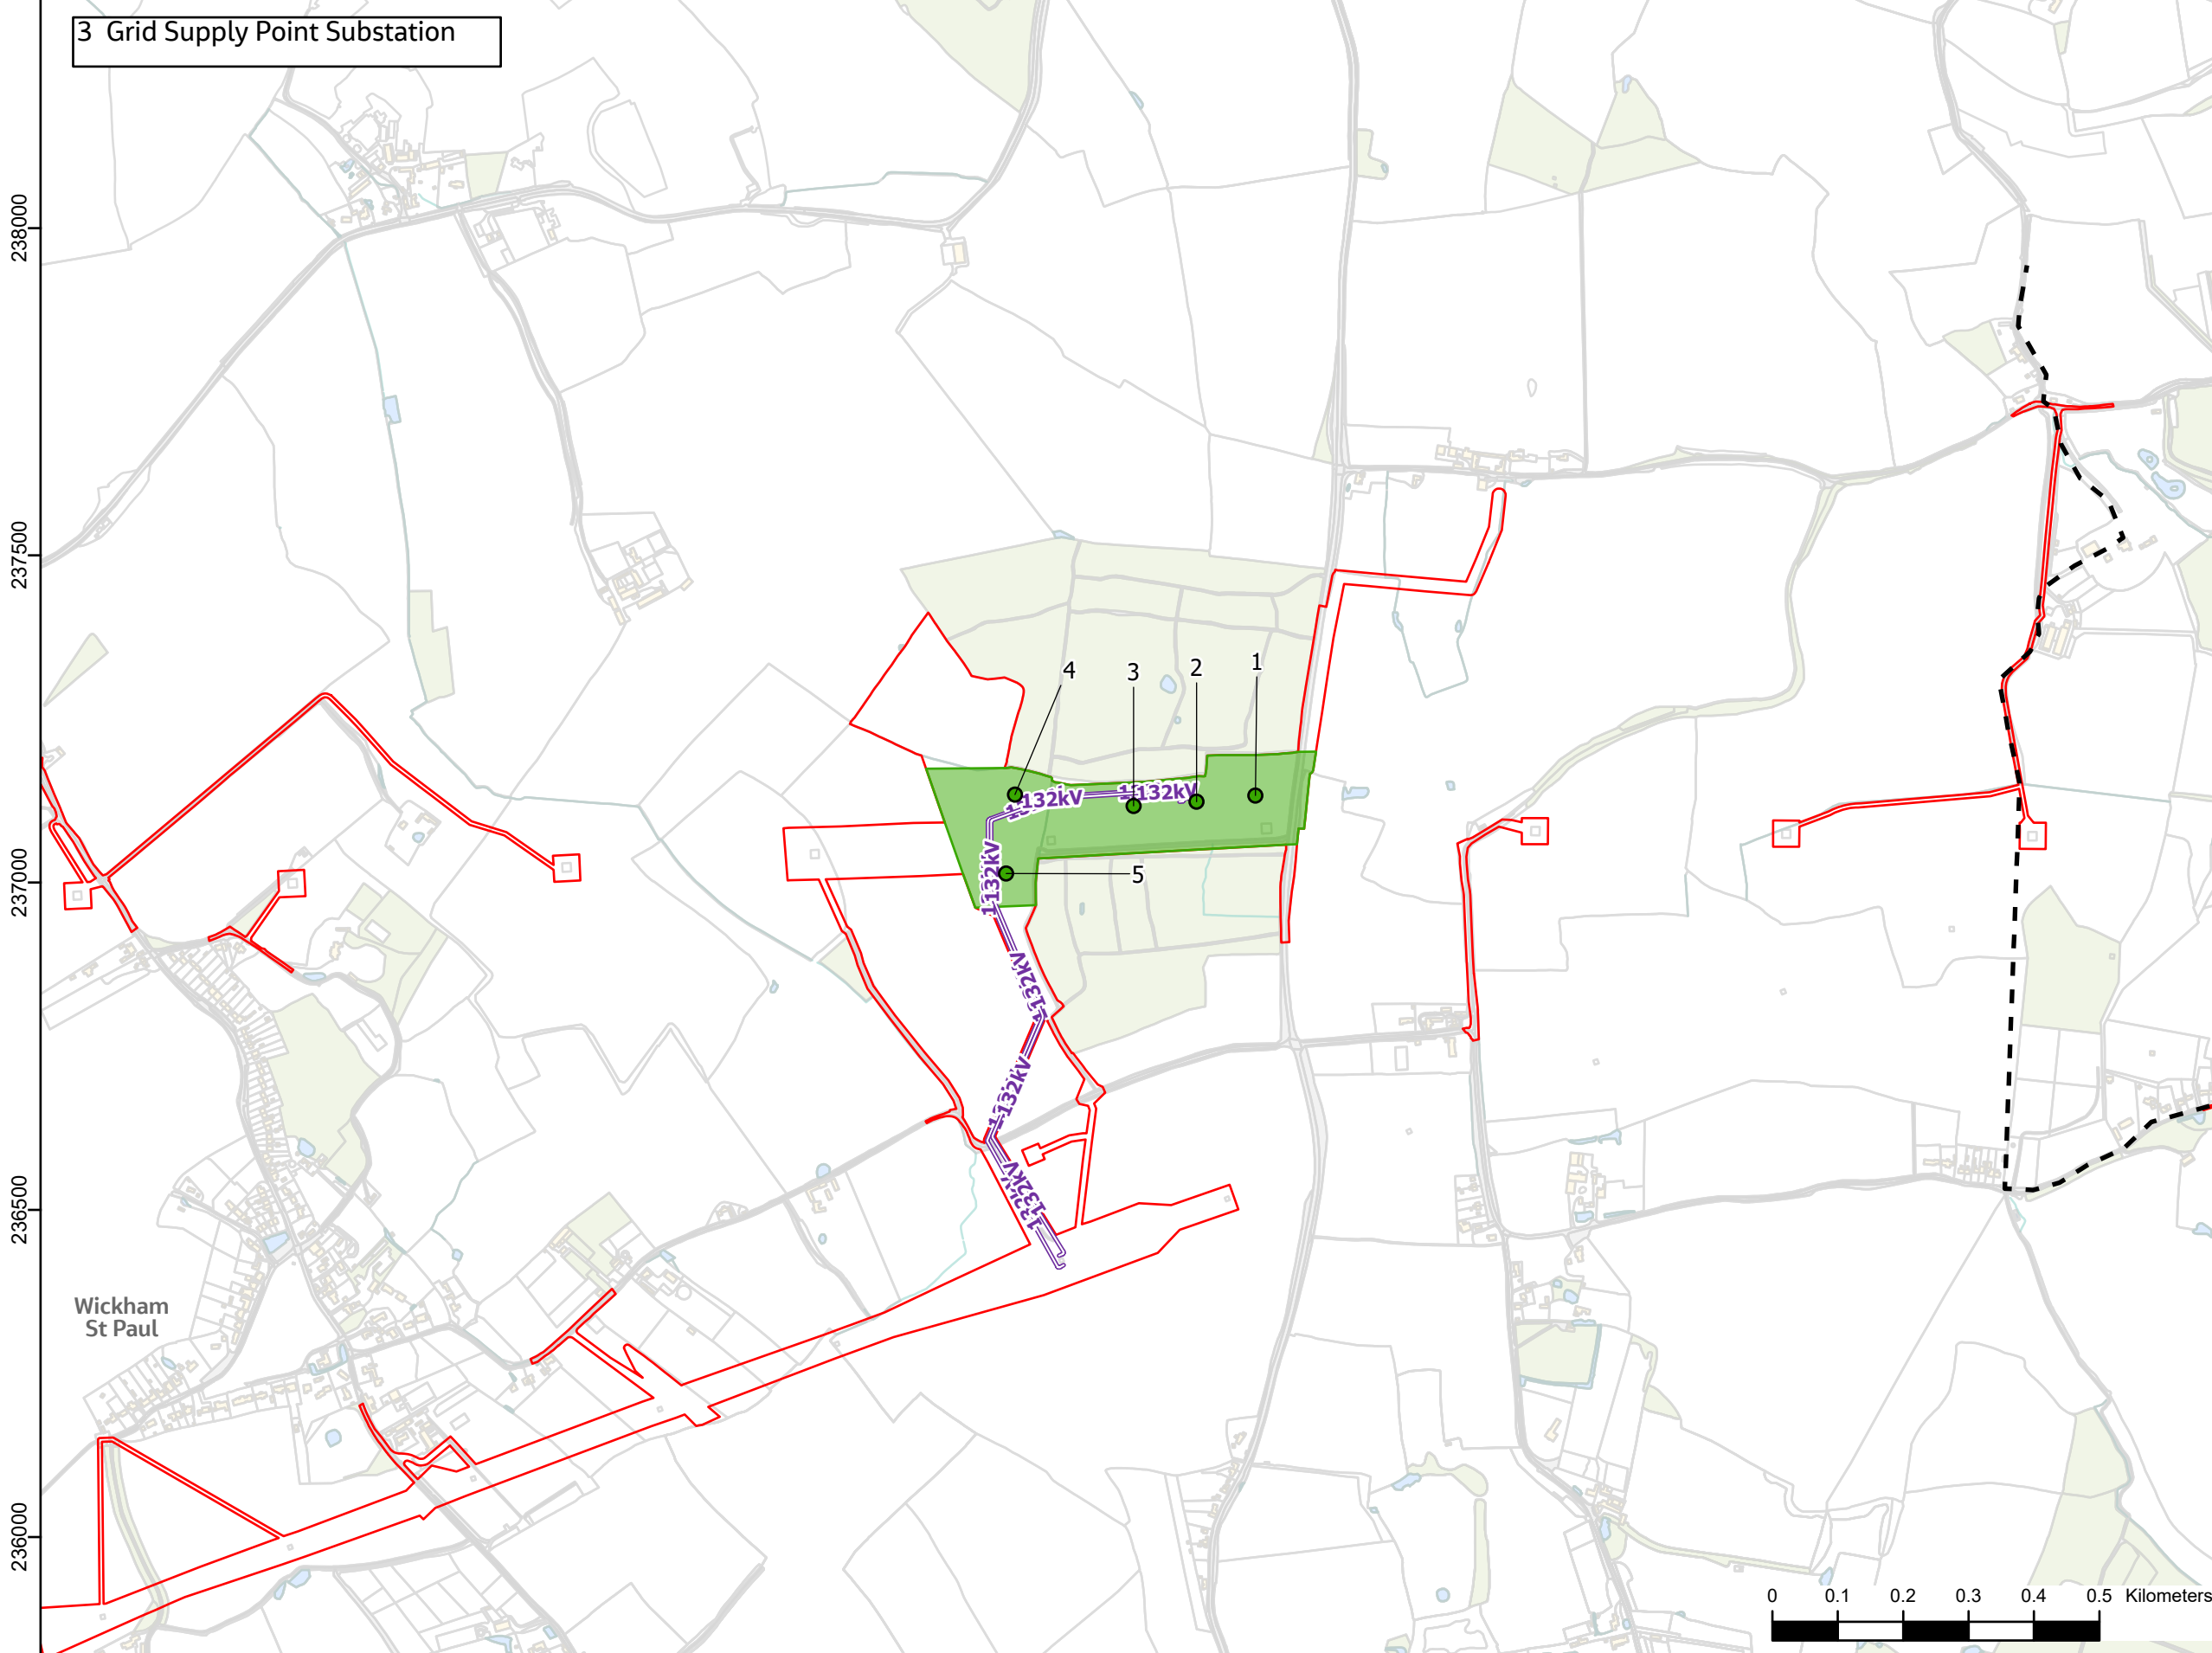 3 Grid Supply Point Substation
238000
237500
237000
236500
236000
4
3
2
1
5
132kV
132kV
132kV
132kV
132kV
132kV
Wickham
St Paul
0 0.1 0.2 0.3 0.4 0.5 Kilometers